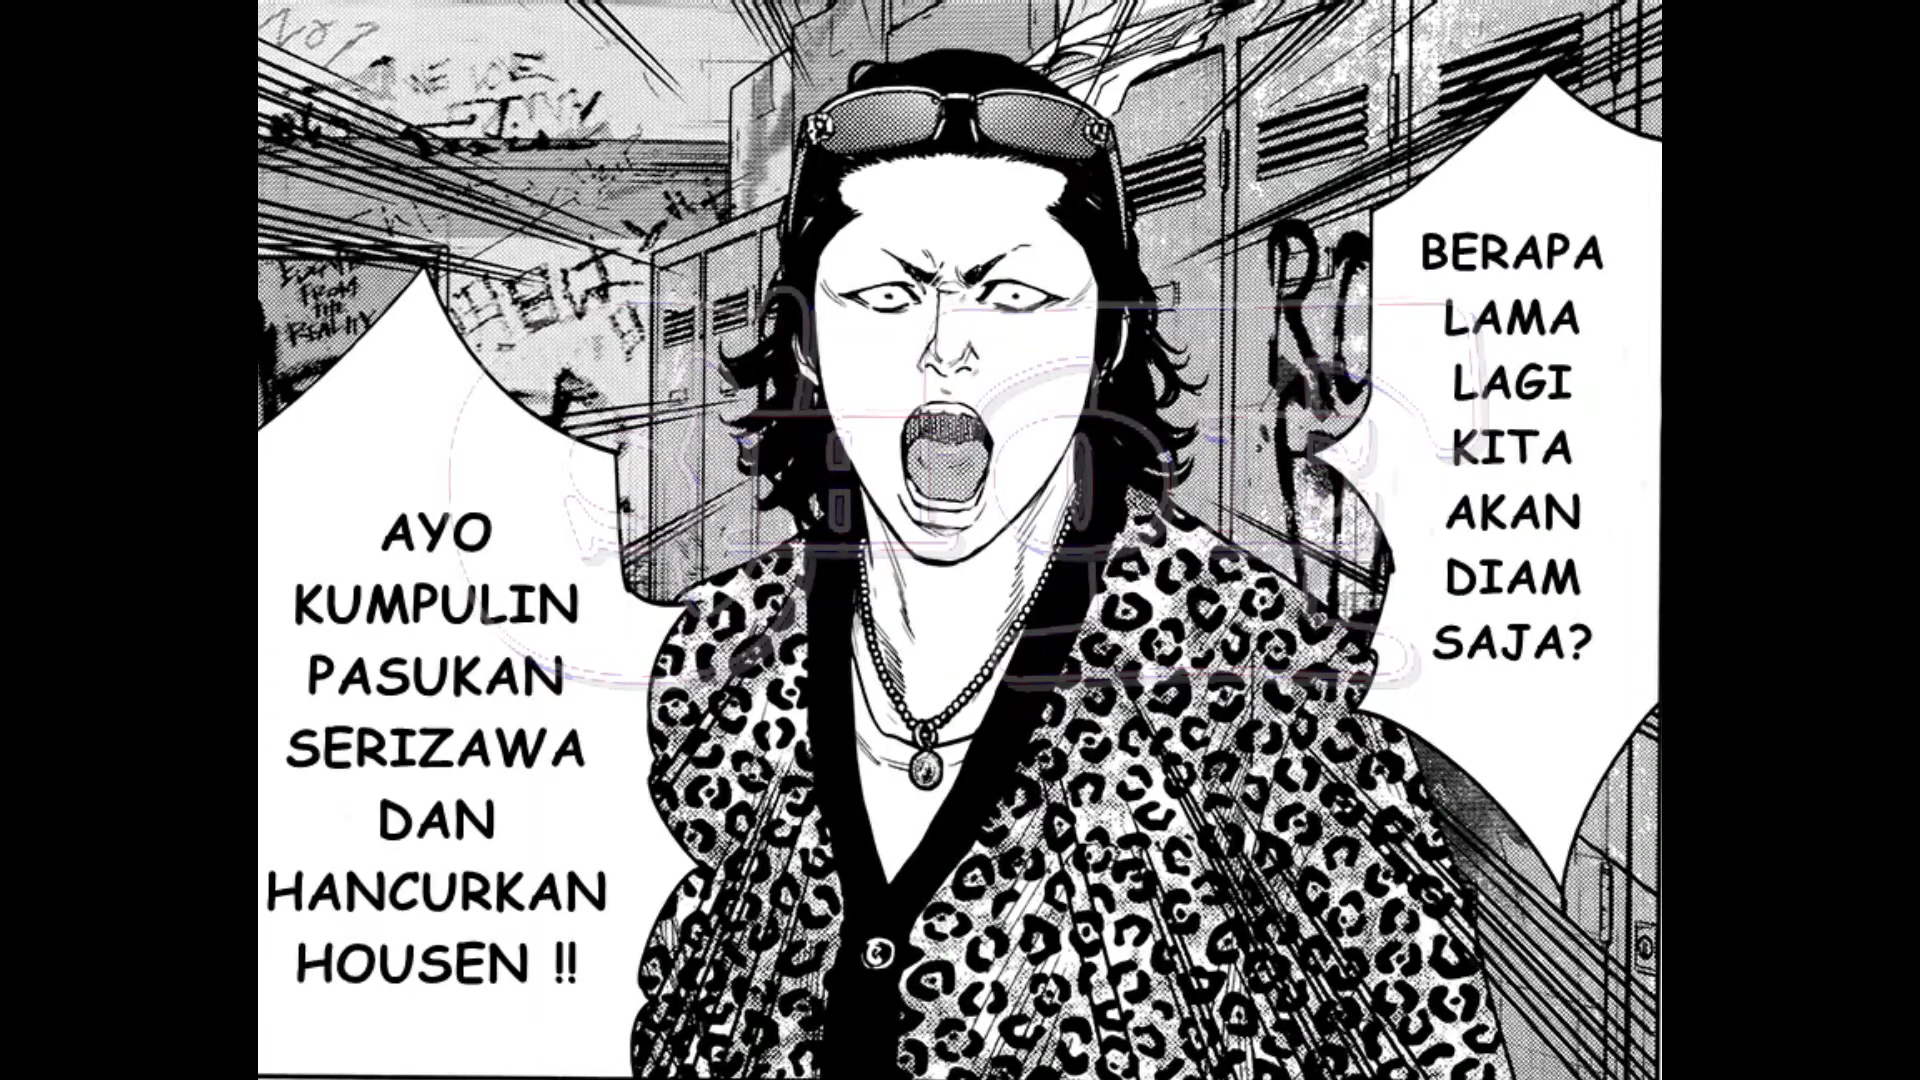 BERAPA
LAMA
LAGI
KITA
AKAN
DIAM
SAJA?
AYO
KUMPULIN
PASUKAN
SERIZAWA
DAN
HANCURKAN
HOUSEN !!